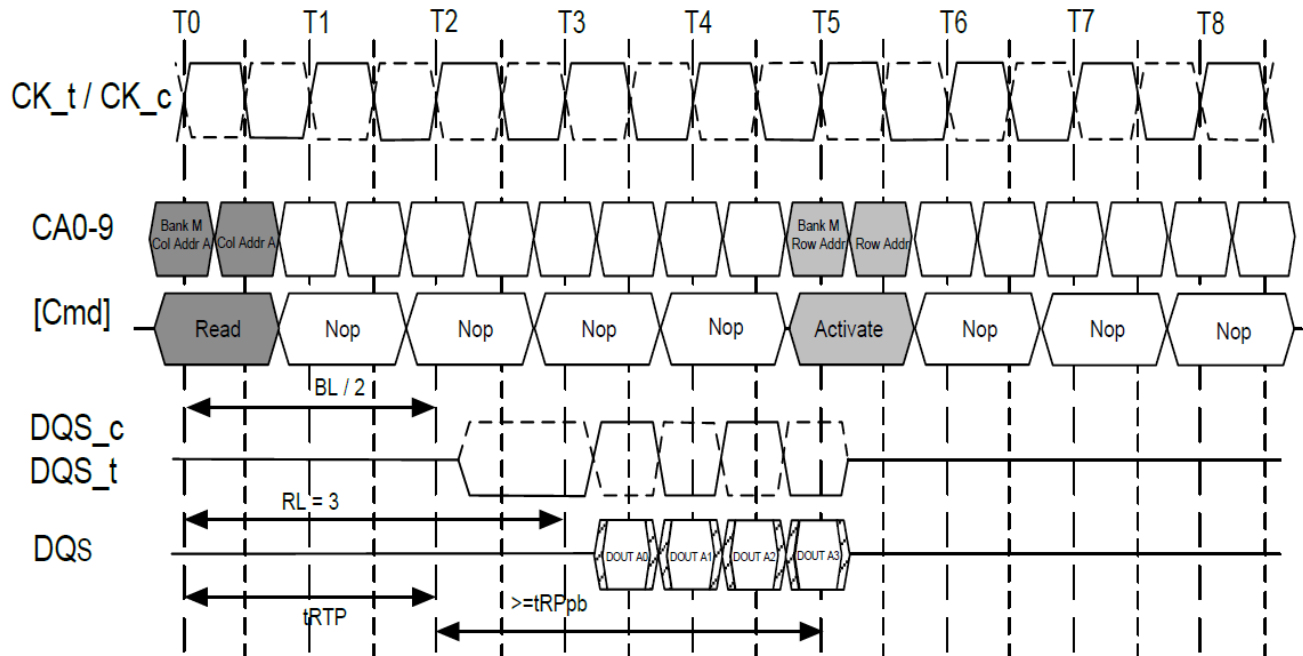 T0 T1 T2 T3 T4 T5 T6 T7 T8
CK_t / CK_c
CA0-9
Bank M
Col Addr A
Col Addr A
Bank M
Row Addr
Row Addr
[Cmd]
Read Nop Nop Nop Nop Activate Nop Nop Nop
BL / 2
DQS_c
DQS_t
RL = 3
DQs
DOUT A0 DOUT A1 DOUT A2 DOUT A3
tRTP
>=tRPpb